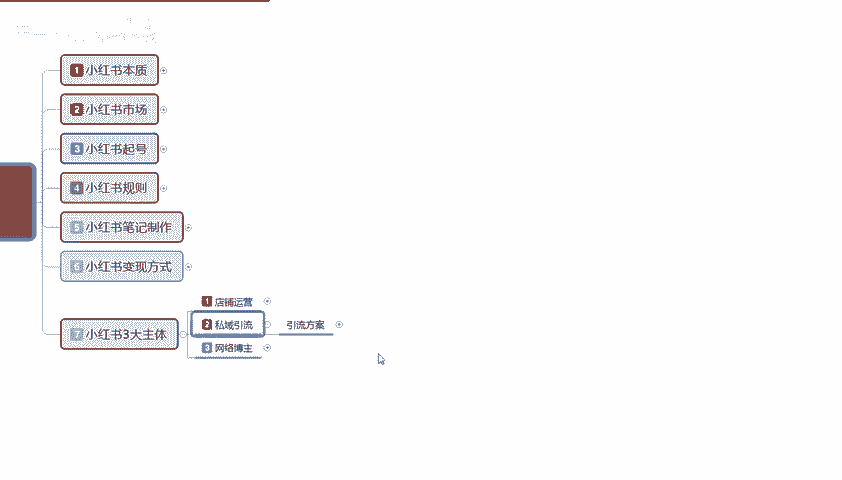 1 小红书本质
2 小红书市场
3 小红书起号
4 小红书规则
5 小红书笔记制作
6 小红书变现方式
7 小红书3大主体
1 店铺运营
2 私域引流
引流方案
3 网络博主